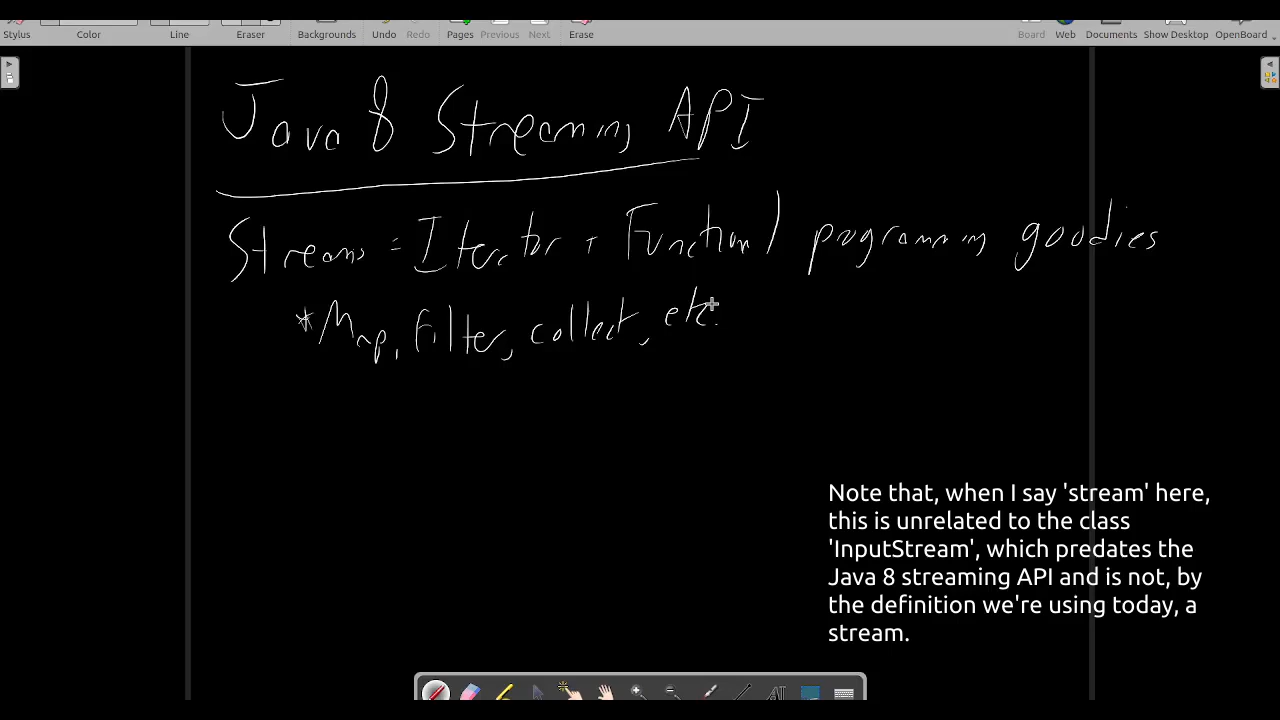 Stylus Color Line Eraser Backgrounds Undo Redo Pages Previous Next Erase Board Web Documents Show Desktop OpenBoard
Java 8 Streaming API
Streams = Iterator + Functional programming goodies
*Map, Filter, collect, etc.
Note that, when I say 'stream' here,
this is unrelated to the class
'InputStream', which predates the
Java 8 streaming API and is not, by
the definition we're using today, a
stream.